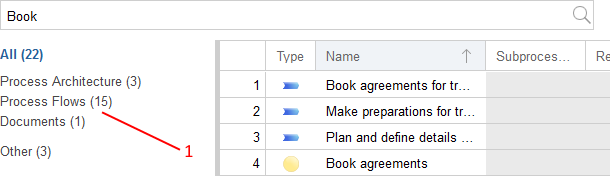 Book
All (22)
Process Architecture (3)
Process Flows (15)
Documents (1)
Other (3)
1
Type Name Subproces... Re
1 Book agreements for tr...
2 Make preparations for tr...
3 Plan and define details ...
4 Book agreements